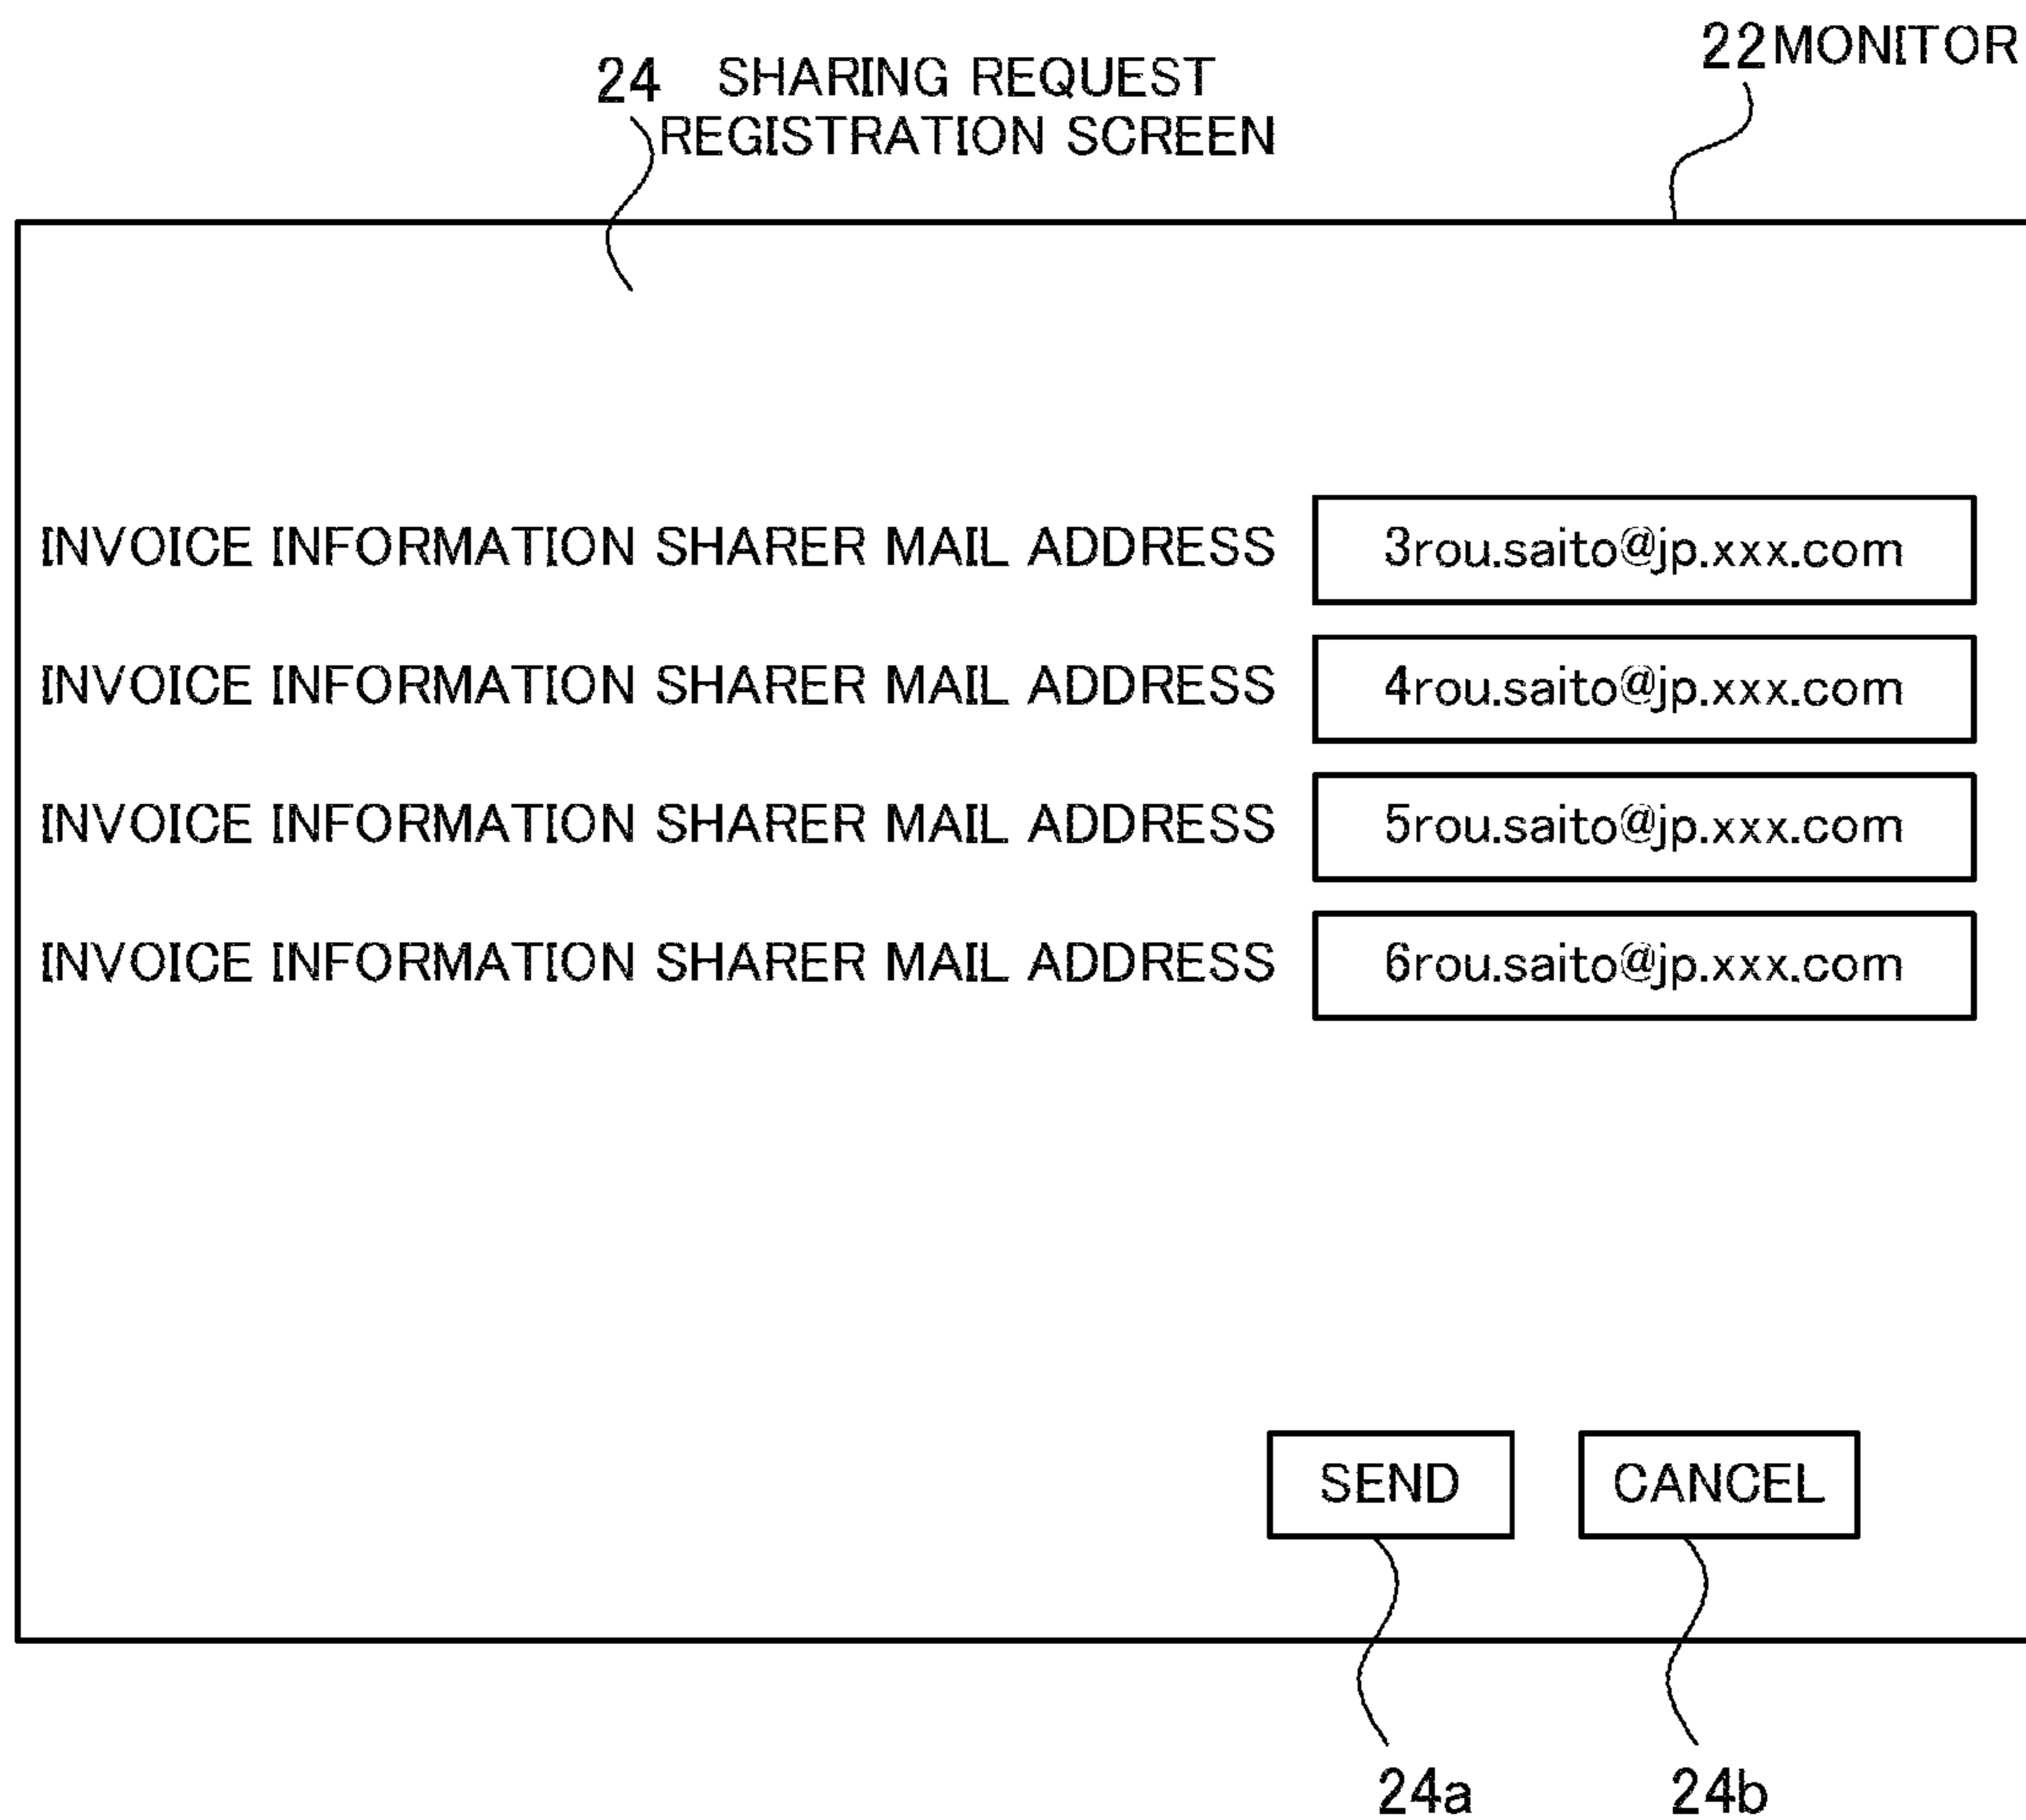 22 MONITOR
24 SHARING REQUEST
REGISTRATION SCREEN
INVOICE INFORMATION SHARER MAIL ADDRESS 3rou.saito@jp.xxx.com
INVOICE INFORMATION SHARER MAIL ADDRESS 4rou.saito@jp.xxx.com
INVOICE INFORMATION SHARER MAIL ADDRESS 5rou.saito@jp.xxx.com
INVOICE INFORMATION SHARER MAIL ADDRESS 6rou.saito@jp.xxx.com
SEND CANCEL
24a 24b